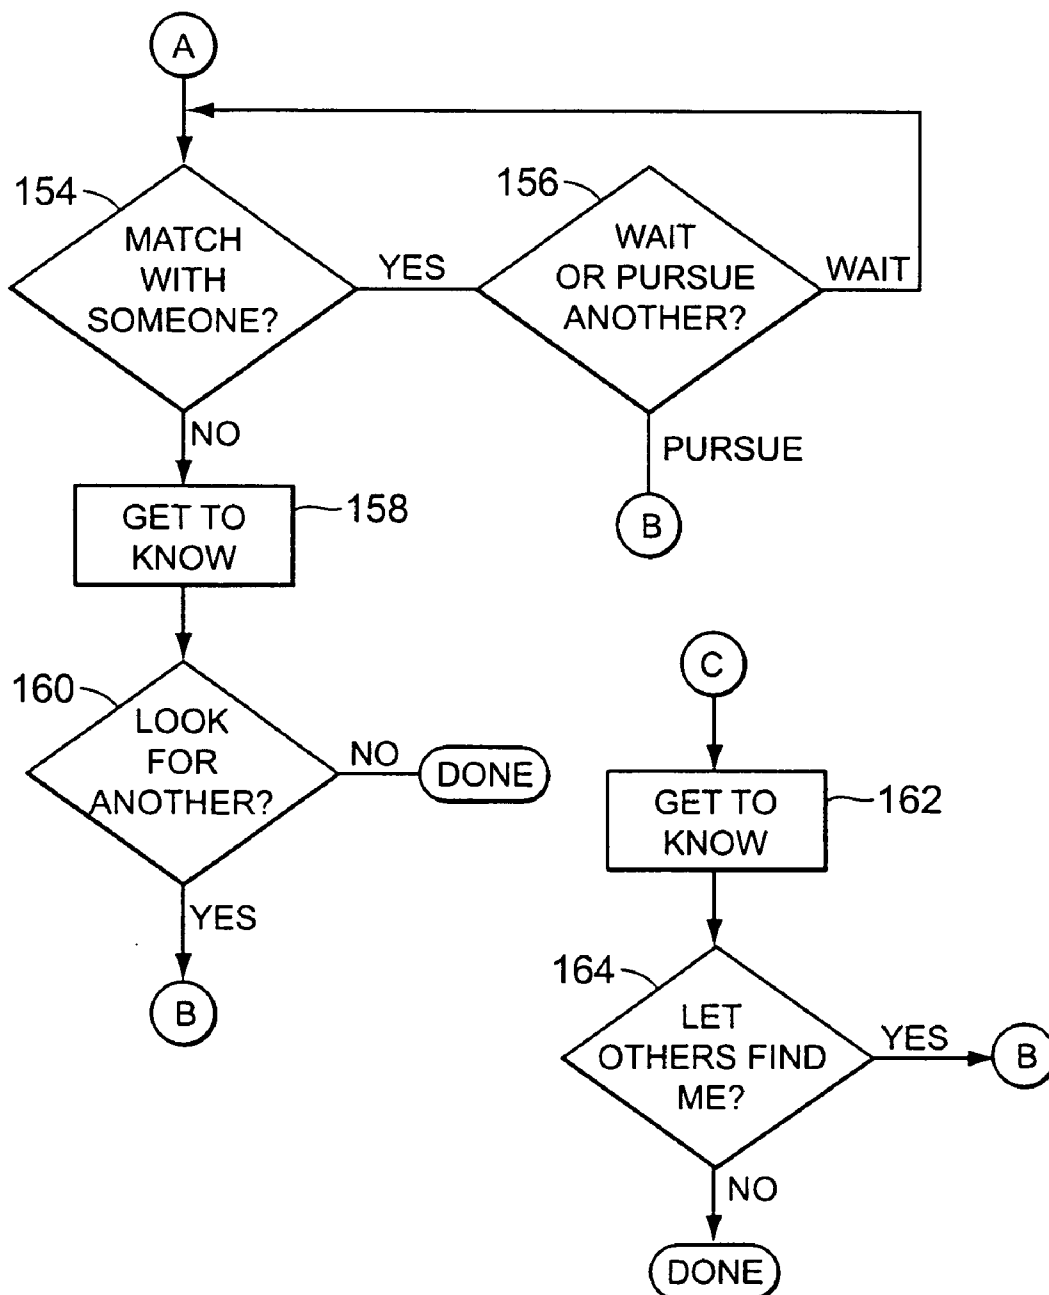 A
154
MATCH
WITH
SOMEONE?
YES
156
WAIT
OR PURSUE
ANOTHER?
WAIT
NO
PURSUE
B
GET TO
KNOW
158
160
LOOK
FOR
ANOTHER?
NO
DONE
YES
B
C
GET TO
KNOW
162
164
LET
OTHERS FIND
ME?
YES
B
NO
DONE